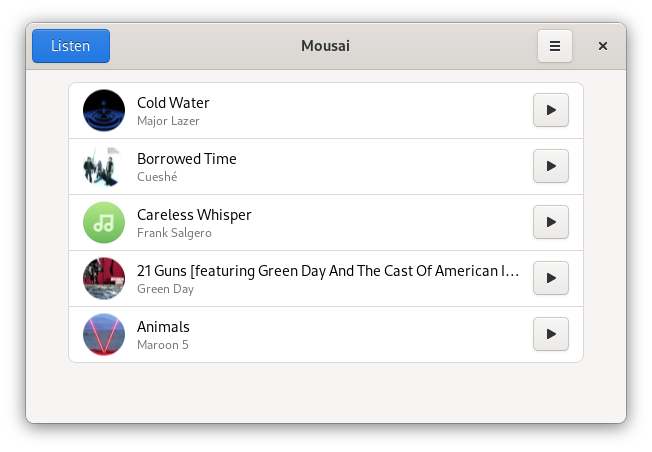 Listen
Mousai
Cold Water
Major Lazer
Borrowed Time
Cueshé
Careless Whisper
Frank Salgero
21 Guns [featuring Green Day And The Cast Of American I…
Green Day
Animals
Maroon 5